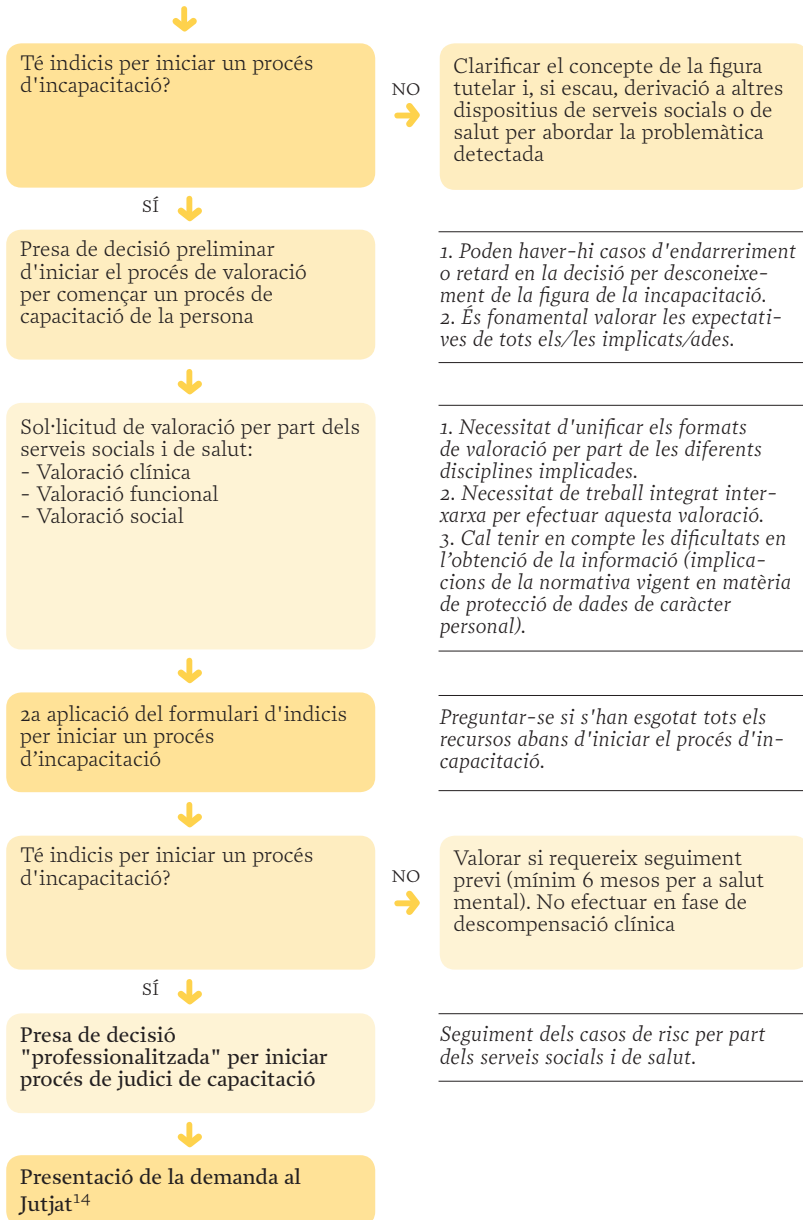 Té indicis per iniciar un procés
d'incapacitació?
NO
Clarificar el concepte de la figura
tutelar i, si escau, derivació a altres
dispositius de serveis socials o de
salut per abordar la problemàtica
detectada
SÍ
Presa de decisió preliminar
d'iniciar el procés de valoració
per començar un procés de
capacitació de la persona
1. Poden haver-hi casos d'endarreriment
o retard en la decisió per desconeixe-
ment de la figura de la incapacitació.
2. És fonamental valorar les expectati-
ves de tots els/les implicats/ades.
Sol·licitud de valoració per part dels
serveis socials i de salut:
- Valoració clínica
- Valoració funcional
- Valoració social
1. Necessitat d'unificar els formats
de valoració per part de les diferents
disciplines implicades.
2. Necessitat de treball integrat inter-
xarxa per efectuar aquesta valoració.
3. Cal tenir en compte les dificultats en
l’obtenció de la informació (implica-
cions de la normativa vigent en matèria
de protecció de dades de caràcter
personal).
2a aplicació del formulari d'indicis
per iniciar un procés
d’incapacitació
Preguntar-se si s'han esgotat tots els
recursos abans d'iniciar el procés d'in-
capacitació.
Té indicis per iniciar un procés
d'incapacitació?
NO
Valorar si requereix seguiment
previ (mínim 6 mesos per a salut
mental). No efectuar en fase de
descompensació clínica
SÍ
Presa de decisió
"professionalitzada" per iniciar
procés de judici de capacitació
Seguiment dels casos de risc per part
dels serveis socials i de salut.
Presentació de la demanda al
Jutjat¹⁴